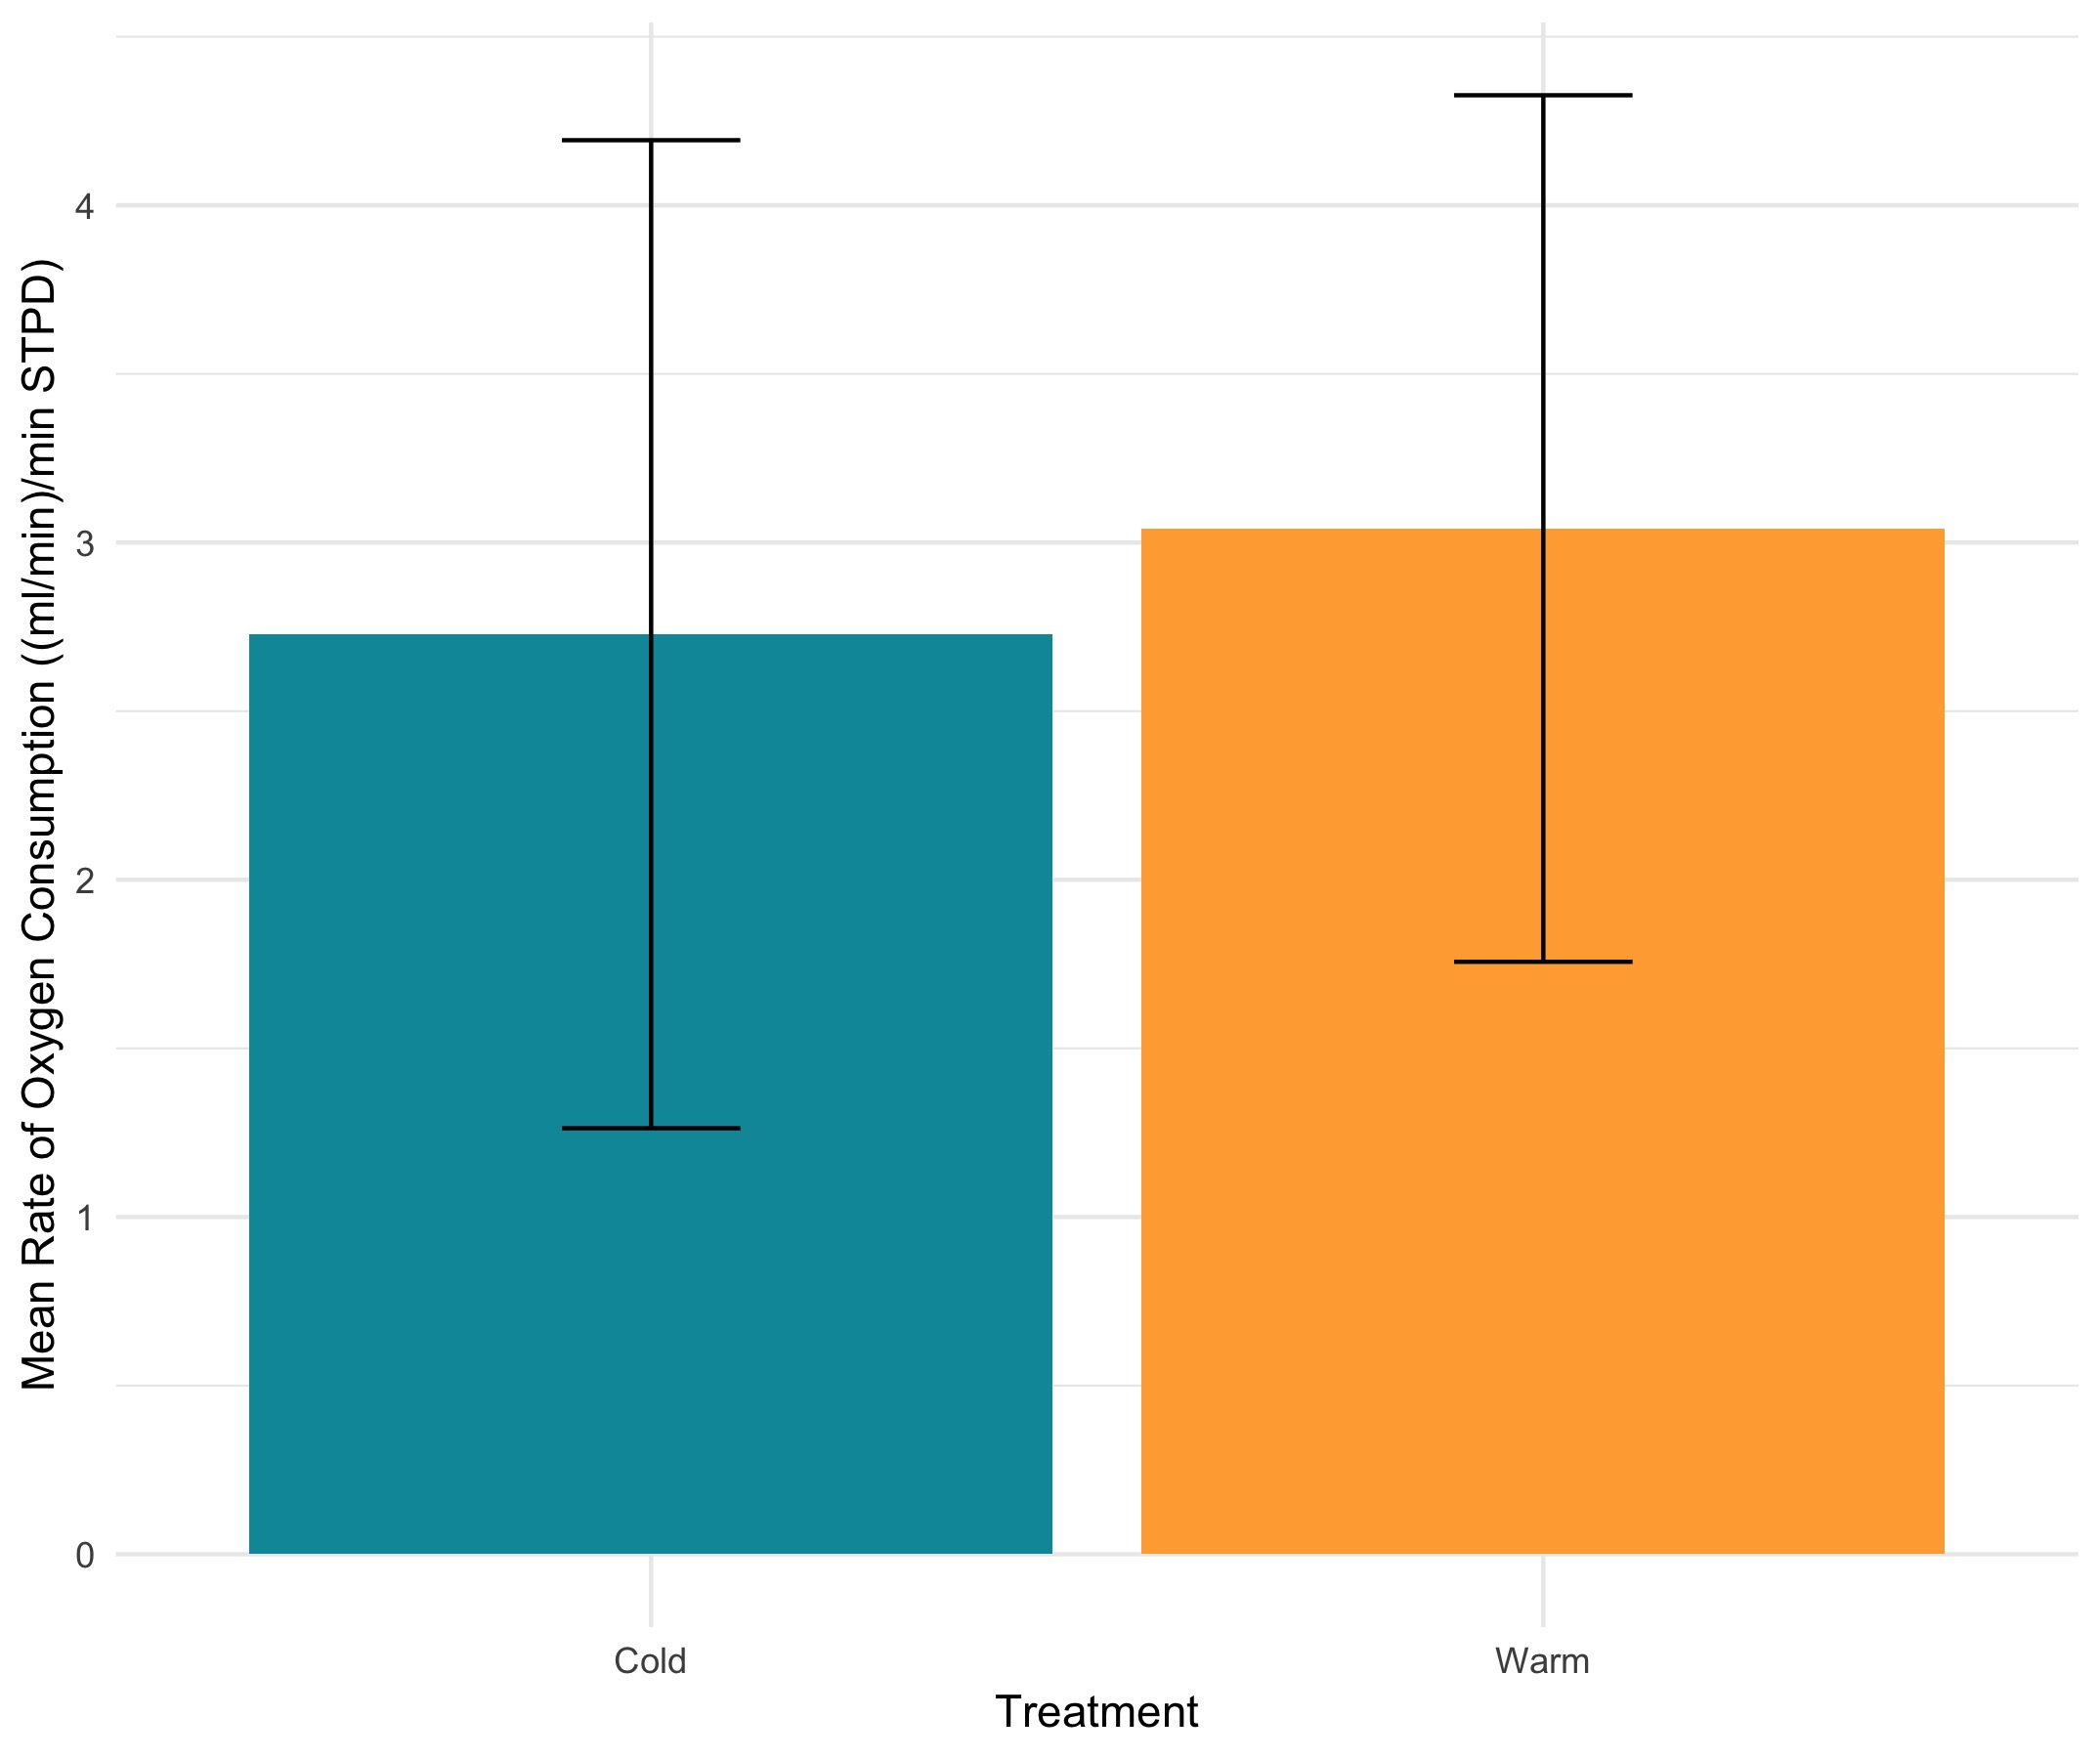 Mean Rate of Oxygen Consumption ((ml/min)/min STPD)
4
3
2
1
0
Cold Warm
Treatment